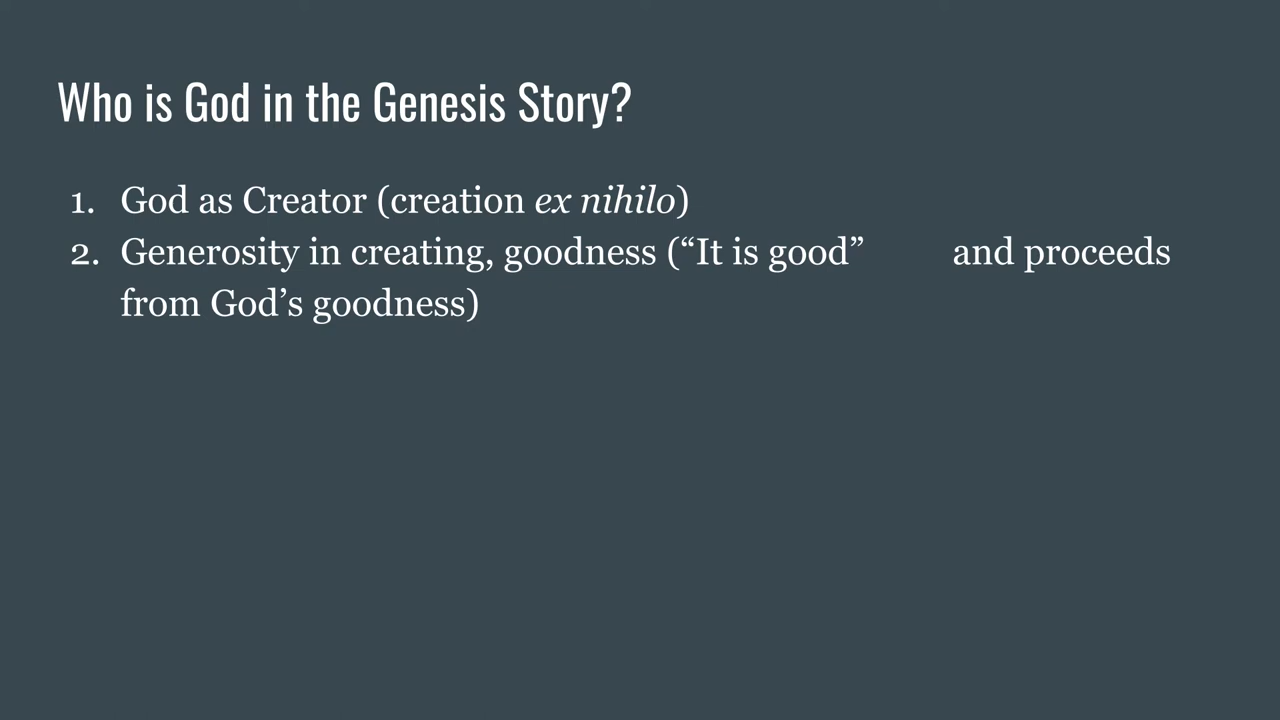 Who is God in the Genesis Story?
1. God as Creator (creation ex nihilo)
2. Generosity in creating, goodness (“It is good” and proceeds
from God’s goodness)